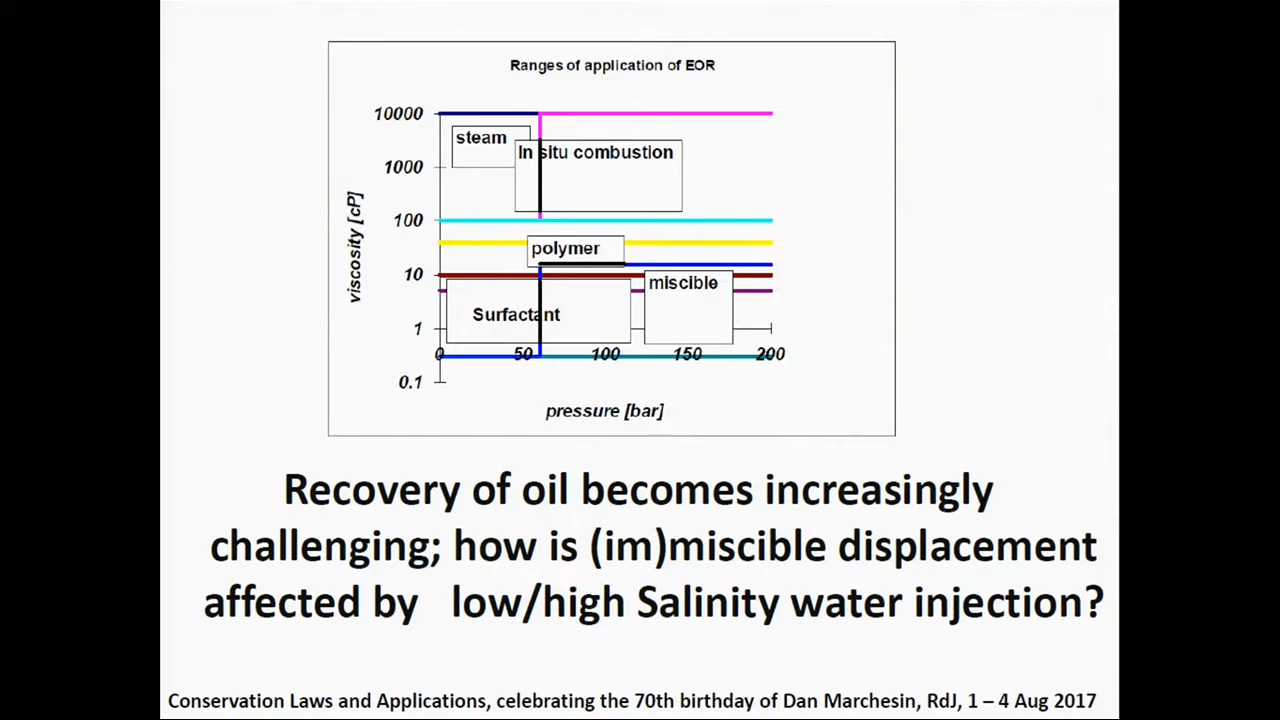 Ranges of application of EOR
10000
steam
In situ combustion
1000
viscosity [cP]
100
polymer
10
miscible
Surfactant
1
0 50 100 150 200
0.1
pressure [bar]
Recovery of oil becomes increasingly
challenging; how is (im)miscible displacement
affected by low/high Salinity water injection?
Conservation Laws and Applications, celebrating the 70th birthday of Dan Marchesin, RdJ, 1 – 4 Aug 2017